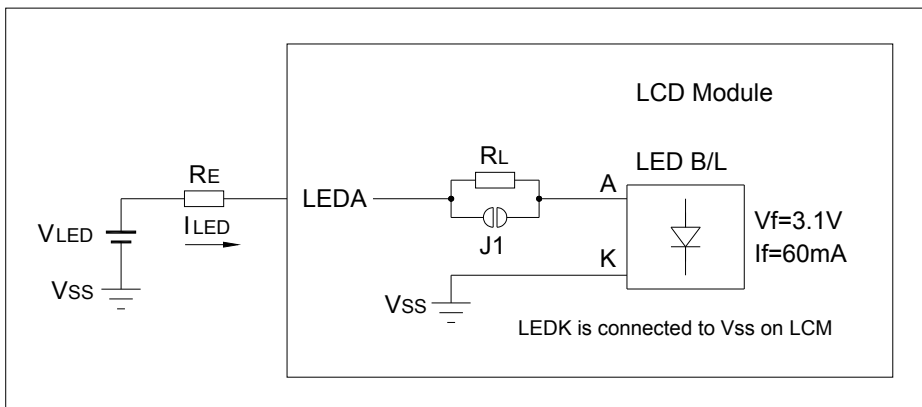 LCD Module
RL
LED B/L
RE
LEDA
A
ILED
J1
Vf=3.1V
If=60mA
VLED
K
VSS
VSS
LEDK is connected to Vss on LCM